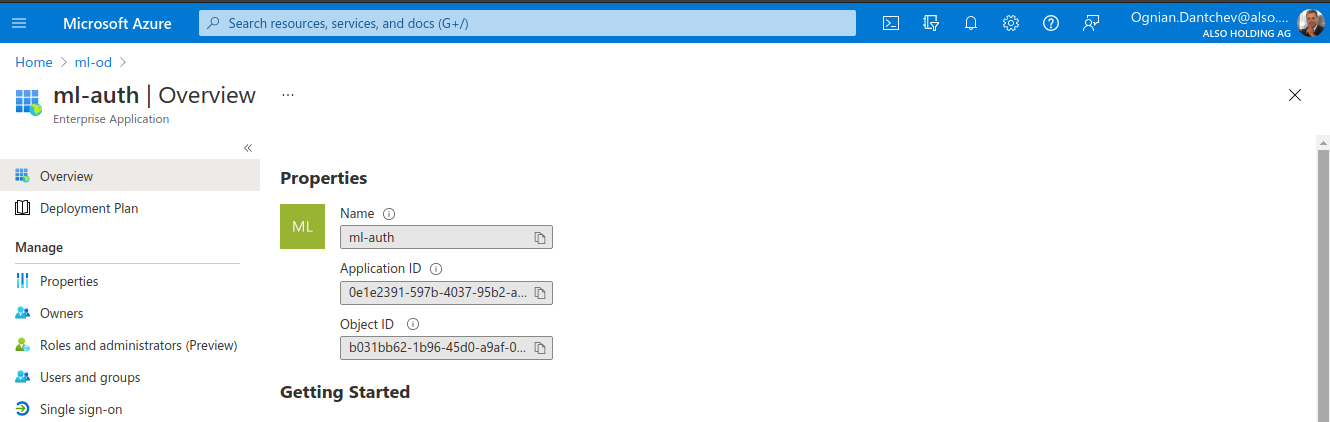 Microsoft Azure
Search resources, services, and docs (G+/)
Ognian.Dantchev@also....
ALSO HOLDING AG
Home > ml-od >
ml-auth | Overview ...
Enterprise Application
«
Overview
Deployment Plan
Manage
Properties
Owners
Roles and administrators (Preview)
Users and groups
Single sign-on
Properties
ML
Name
ml-auth
Application ID
0e1e2391-597b-4037-95b2-a...
Object ID
b031bb62-1b96-45d0-a9af-0...
Getting Started